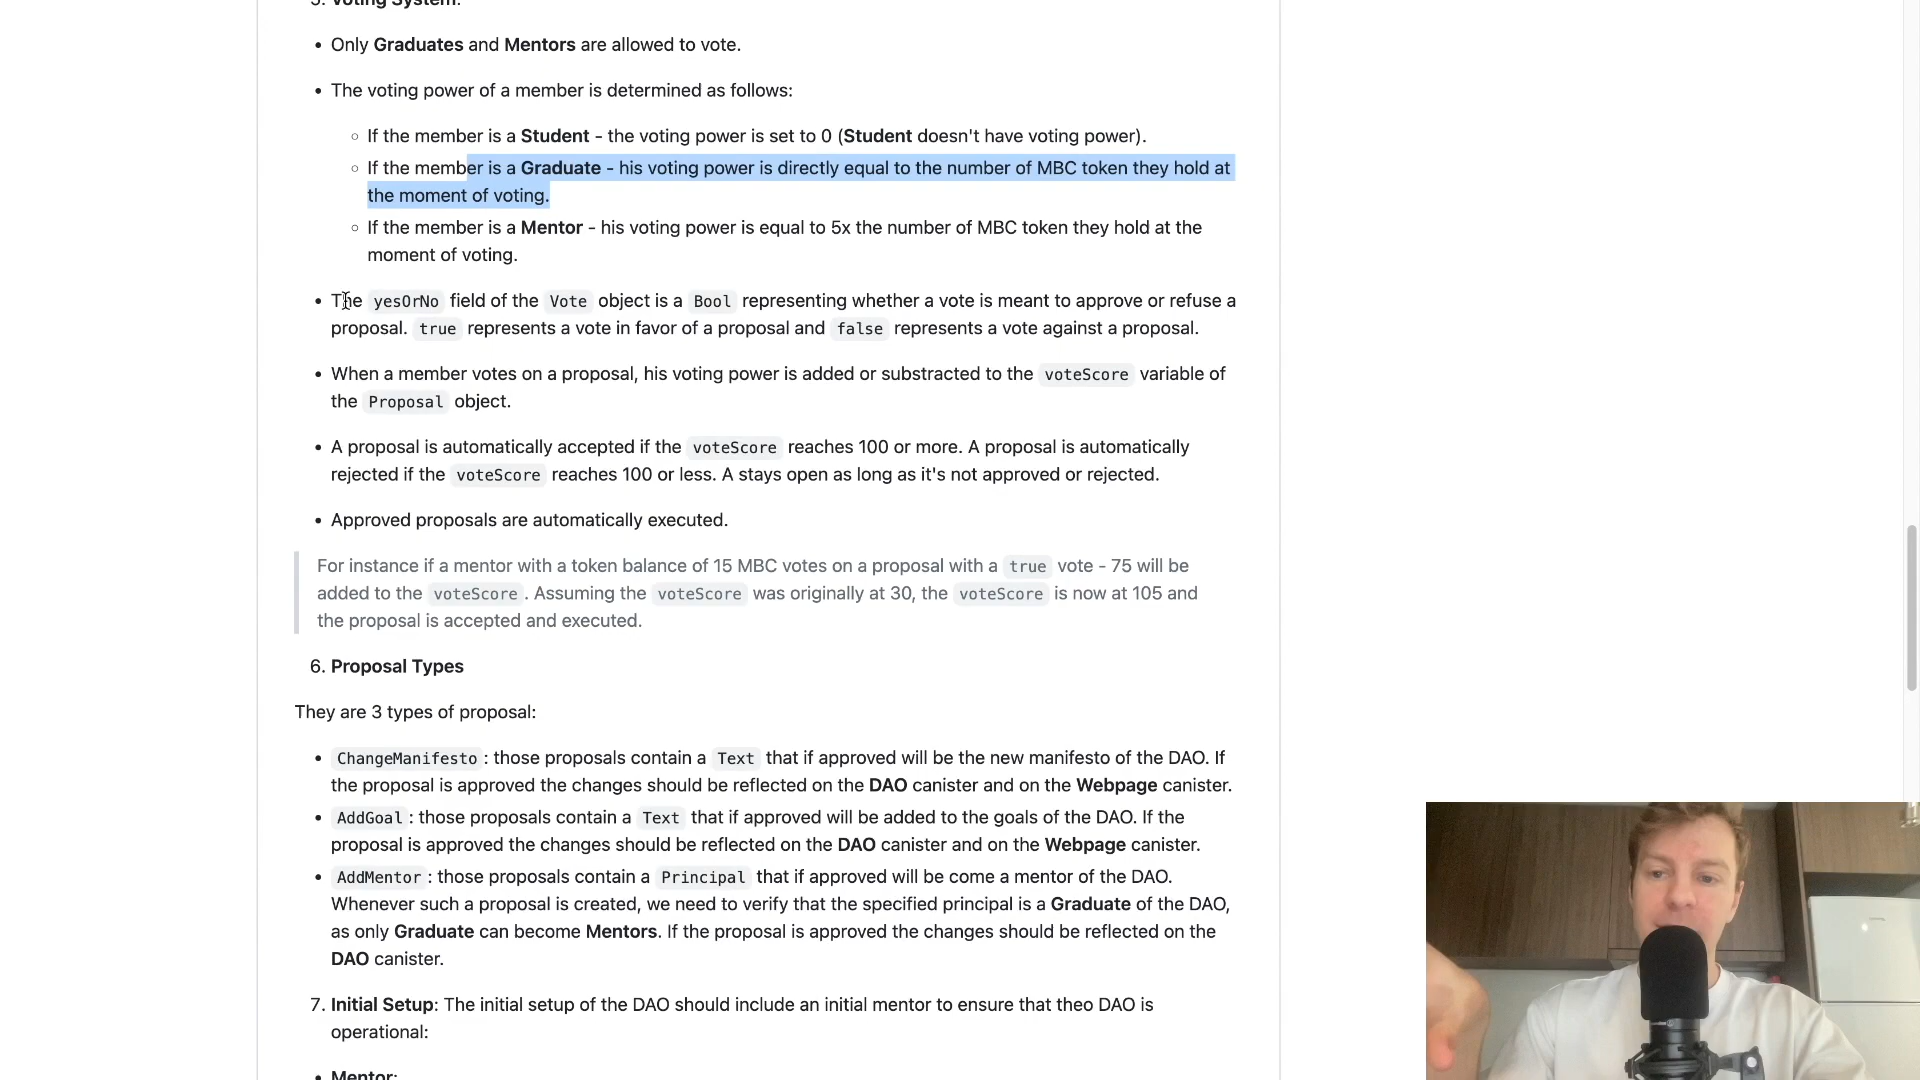 5. Voting System:
• Only Graduates and Mentors are allowed to vote.
• The voting power of a member is determined as follows:
◦ If the member is a Student - the voting power is set to 0 (Student doesn't have voting power).
◦ If the member is a Graduate - his voting power is directly equal to the number of MBC token they hold at
the moment of voting.
◦ If the member is a Mentor - his voting power is equal to 5x the number of MBC token they hold at the
moment of voting.
• The yesOrNo field of the Vote object is a Bool representing whether a vote is meant to approve or refuse a
proposal. true represents a vote in favor of a proposal and false represents a vote against a proposal.
• When a member votes on a proposal, his voting power is added or substracted to the voteScore variable of
the Proposal object.
• A proposal is automatically accepted if the voteScore reaches 100 or more. A proposal is automatically
rejected if the voteScore reaches 100 or less. A stays open as long as it's not approved or rejected.
• Approved proposals are automatically executed.
For instance if a mentor with a token balance of 15 MBC votes on a proposal with a true vote - 75 will be
added to the voteScore. Assuming the voteScore was originally at 30, the voteScore is now at 105 and
the proposal is accepted and executed.
6. Proposal Types
They are 3 types of proposal:
• ChangeManifesto: those proposals contain a Text that if approved will be the new manifesto of the DAO. If
the proposal is approved the changes should be reflected on the DAO canister and on the Webpage canister.
• AddGoal: those proposals contain a Text that if approved will be added to the goals of the DAO. If the
proposal is approved the changes should be reflected on the DAO canister and on the Webpage canister.
• AddMentor: those proposals contain a Principal that if approved will be come a mentor of the DAO.
Whenever such a proposal is created, we need to verify that the specified principal is a Graduate of the DAO,
as only Graduate can become Mentors. If the proposal is approved the changes should be reflected on the
DAO canister.
7. Initial Setup: The initial setup of the DAO should include an initial mentor to ensure that theo DAO is
operational:
• Mentor: